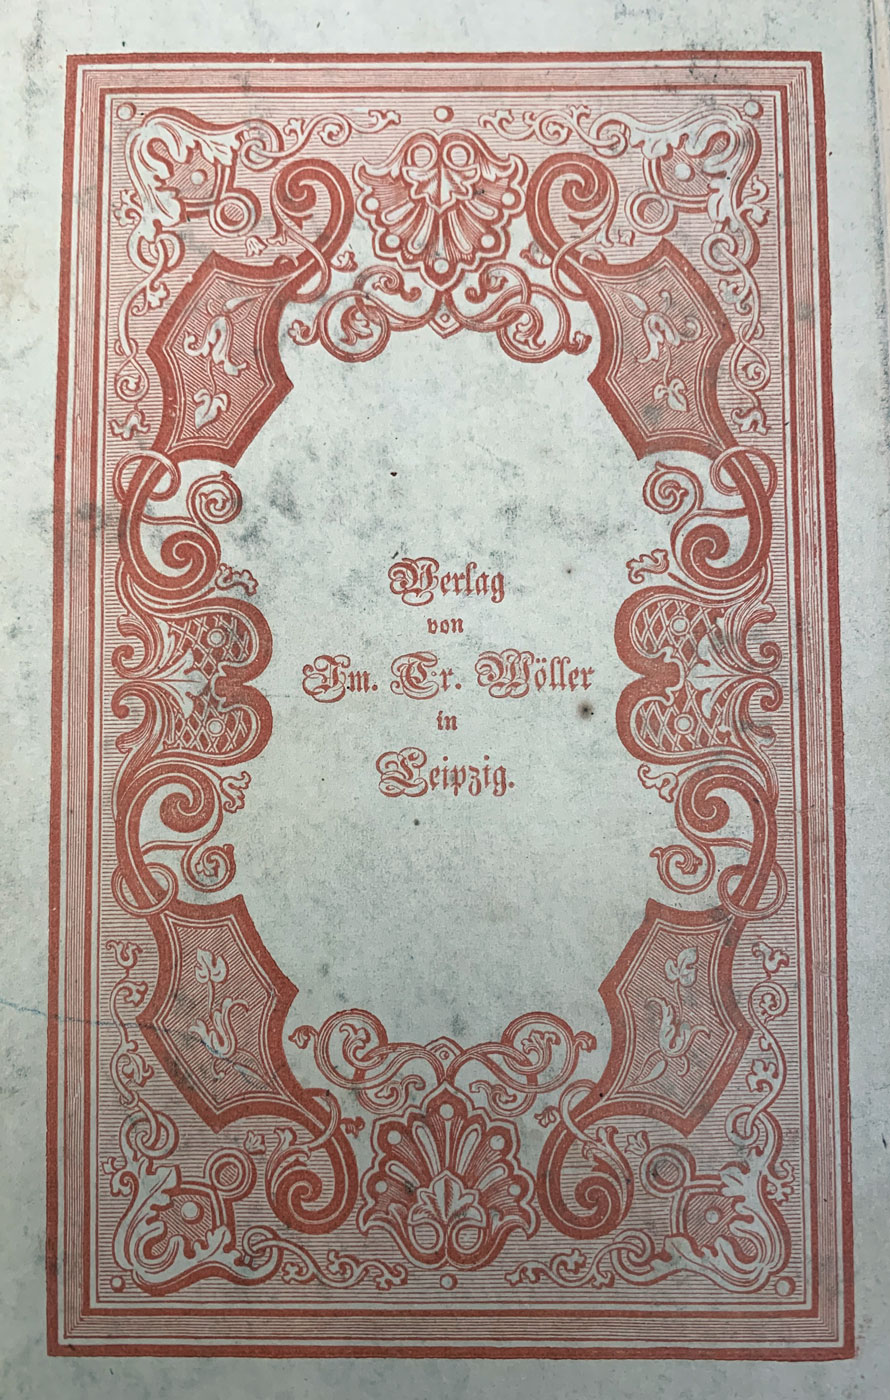 Verlag
von
Im. Tr. Wöller
in
Leipzig.